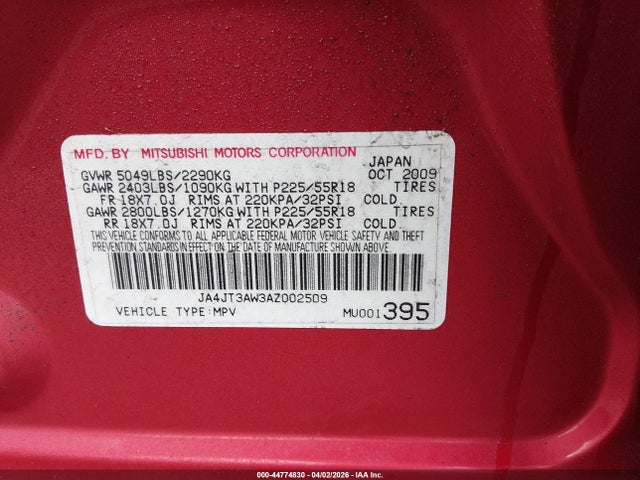 MFD. BY MITSUBISHI MOTORS CORPORATION JAPAN
GVWR 5049LBS/2290KG OCT 2009
GAWR 2403LBS/1090KG WITH P225/55R18 TIRES
FR 18X7.0J RIMS AT 220KPA/32PSI COLD.
GAWR 2800LBS/1270KG WITH P225/55R18 TIRES
RR 18X7.0J RIMS AT 220KPA/32PSI COLD.
THIS VEHICLE CONFORMS TO ALL APPLICABLE FEDERAL MOTOR VEHICLE SAFETY AND THEFT
PREVENTION STANDARDS IN EFFECT ON THE DATE OF MANUFACTURE SHOWN ABOVE.
JA4JT3AW3AZ002509
VEHICLE TYPE:MPV MU001395
000-44774830 - 04/02/2026 - IAA Inc.